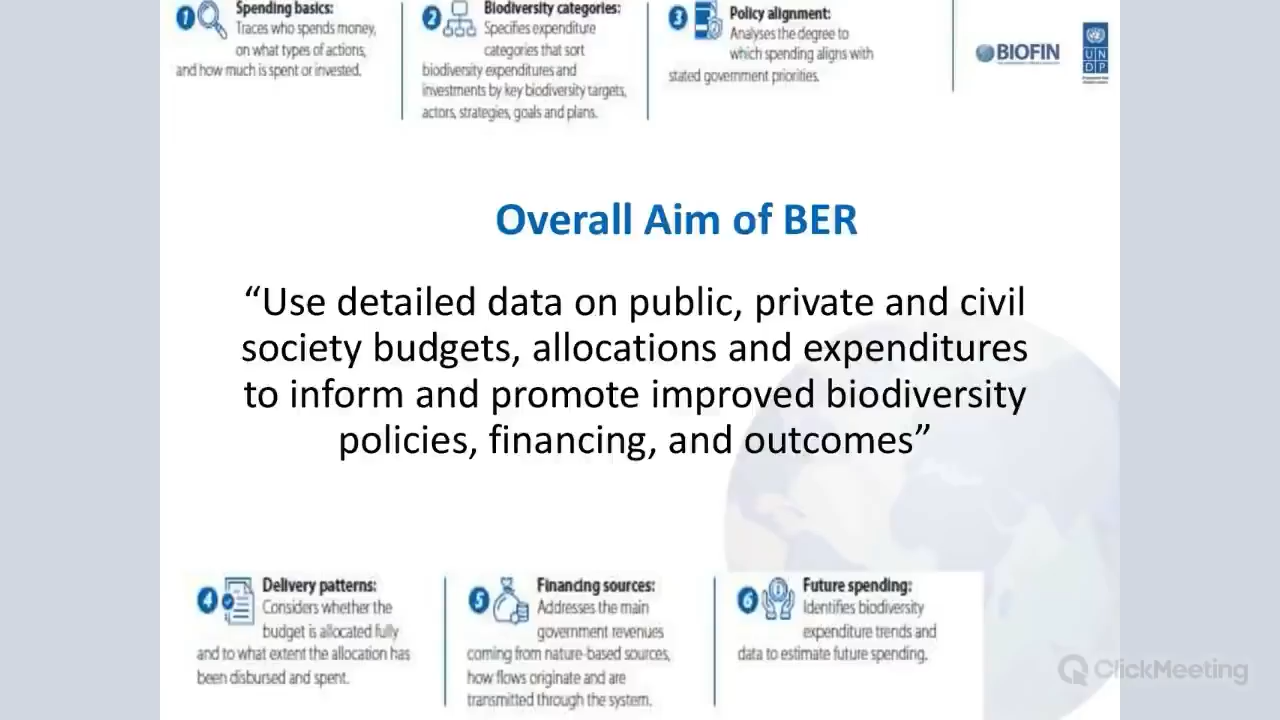 1 Spending basics:
Traces who spends money,
on what types of actions,
and how much is spent or invested.
2 Biodiversity categories:
Specifies expenditure
categories that sort
biodiversity expenditures and
investments by key biodiversity targets,
actors, strategies, goals and plans.
3 Policy alignment:
Analyses the degree to
which spending aligns with
stated government priorities.
BIOFIN
U N
D P
Overall Aim of BER
“Use detailed data on public, private and civil
society budgets, allocations and expenditures
to inform and promote improved biodiversity
policies, financing, and outcomes”
4 Delivery patterns:
Considers whether the
budget is allocated fully
and to what extent the allocation has
been disbursed and spent.
5 Financing sources:
Addresses the main
government revenues
coming from nature-based sources,
how flows originate and are
transmitted through the system.
6 Future spending:
Identifies biodiversity
expenditure trends and
data to estimate future spending.
ClickMeeting